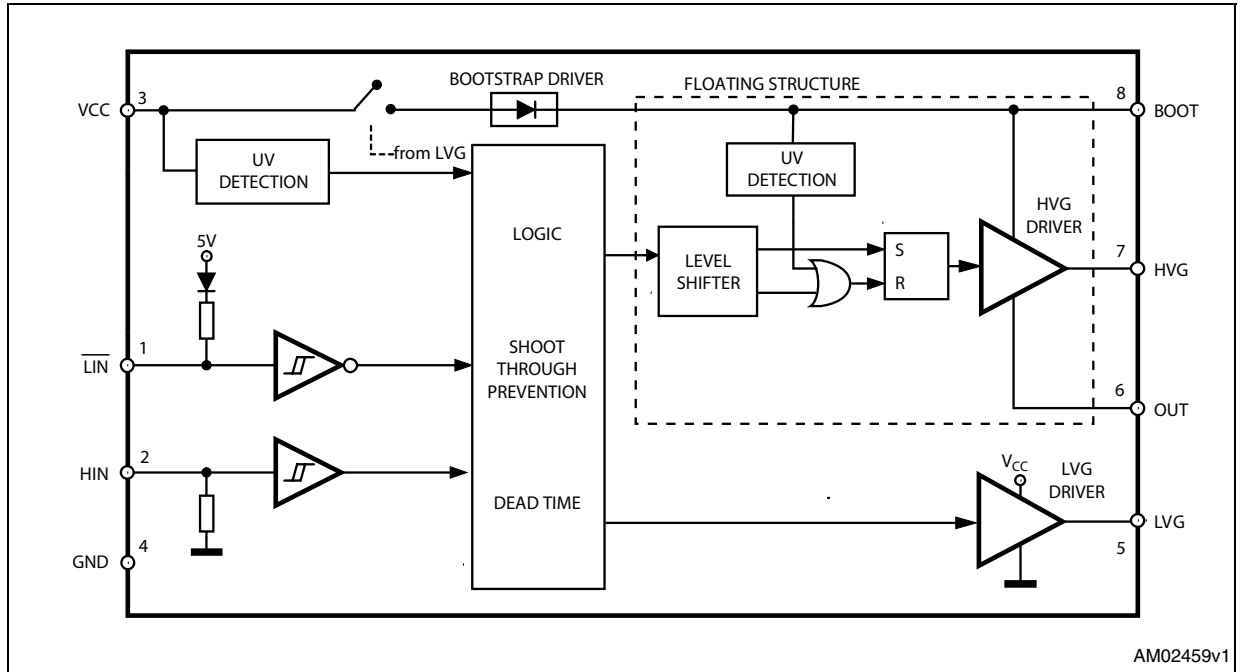 BOOTSTRAP DRIVER
FLOATING STRUCTURE
VCC
3
8
BOOT
from LVG
UV
DETECTION
UV
DETECTION
5V
LOGIC
LEVEL
SHIFTER
S
R
HVG
DRIVER
7
HVG
LIN
1
SHOOT
THROUGH
PREVENTION
6
OUT
HIN
2
DEAD TIME
VCC
LVG
DRIVER
LVG
5
GND
4
AM02459v1